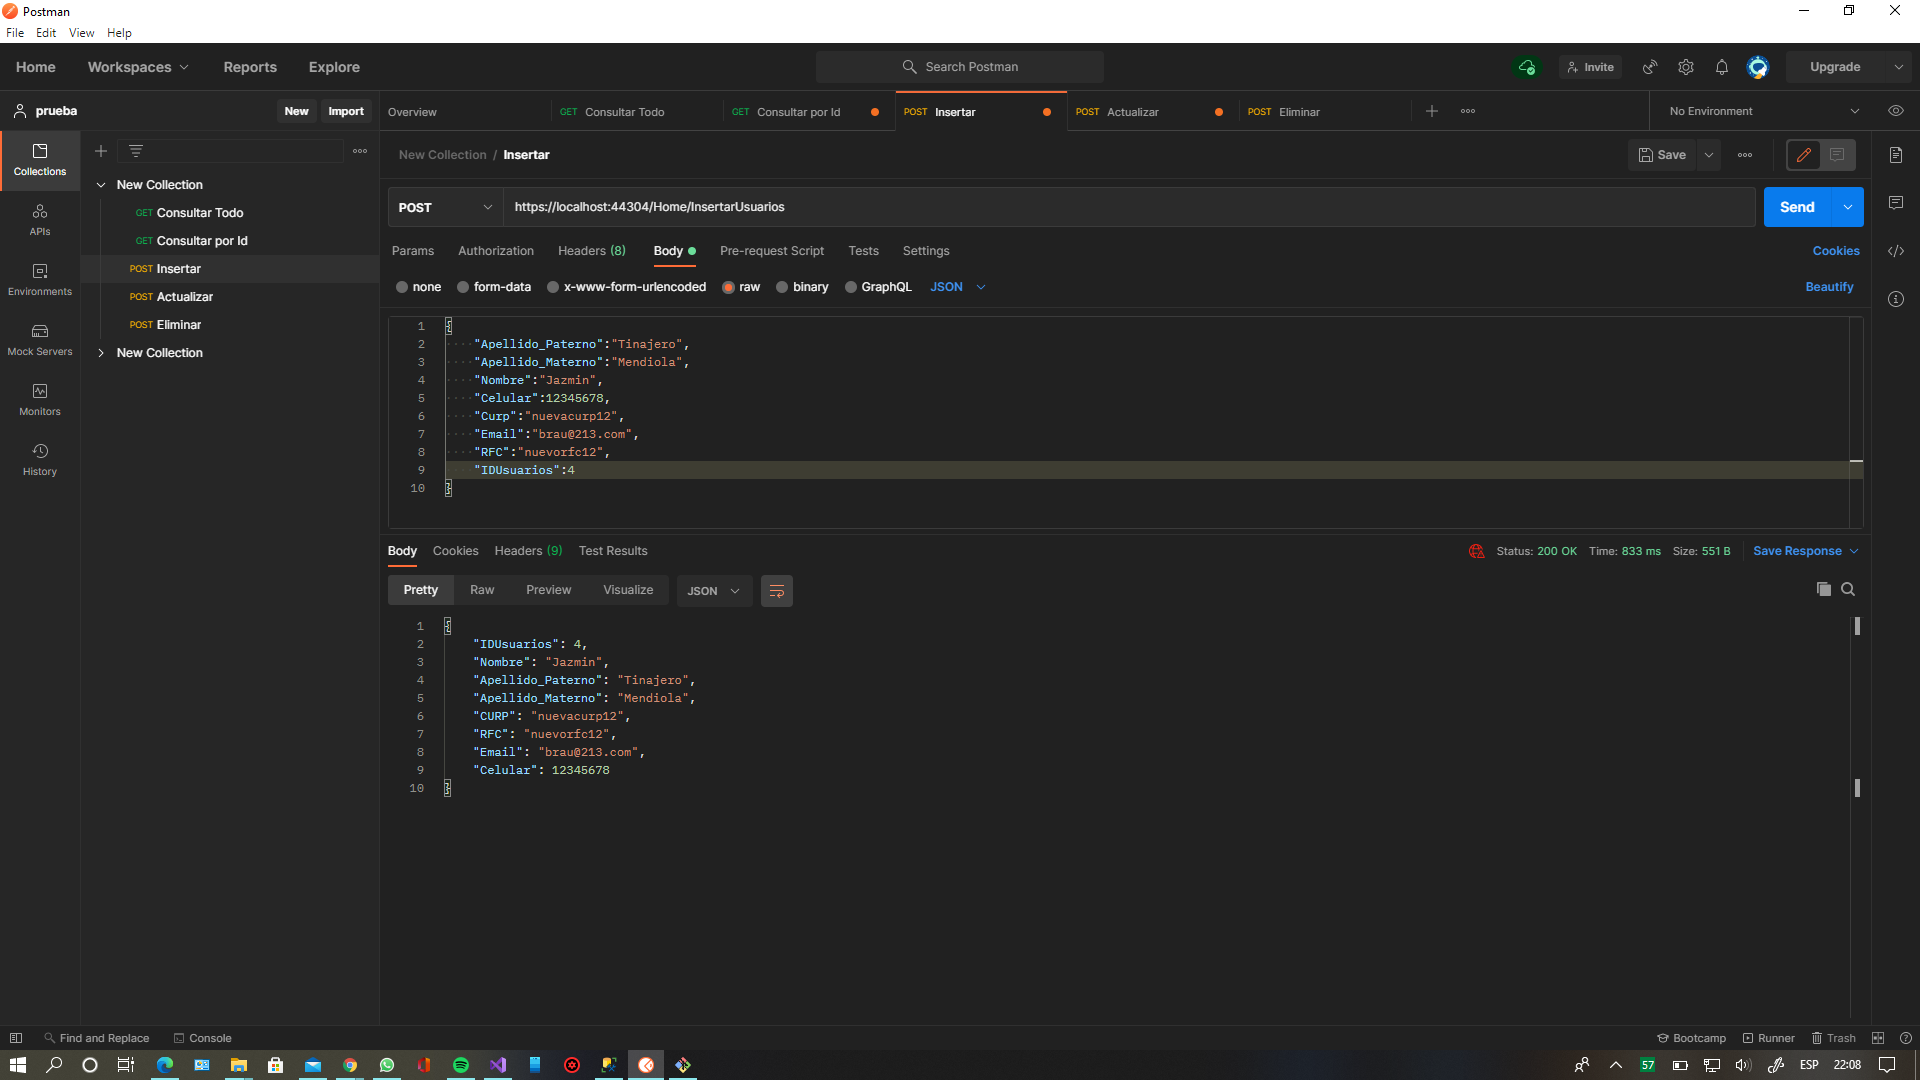 Postman
File Edit View Help
Home Workspaces Reports Explore Search Postman Invite Upgrade
prueba New Import
Overview GET Consultar Todo GET Consultar por Id POST Insertar POST Actualizar POST Eliminar No Environment
Collections
APIs
Environments
Mock Servers
Monitors
History
New Collection
GET Consultar Todo
GET Consultar por Id
POST Insertar
POST Actualizar
POST Eliminar
New Collection
New Collection / Insertar Save
POST https://localhost:44304/Home/InsertarUsuarios Send
Params Authorization Headers (8) Body Pre-request Script Tests Settings Cookies
none form-data x-www-form-urlencoded raw binary GraphQL JSON Beautify
1 {
2 "Apellido_Paterno":"Tinajero",
3 "Apellido_Materno":"Mendiola",
4 "Nombre":"Jazmin",
5 "Celular":12345678,
6 "Curp":"nuevacurp12",
7 "Email":"brau@213.com",
8 "RFC":"nuevorfc12",
9 "IDUsuarios":4
10 }
Body Cookies Headers (9) Test Results Status: 200 OK Time: 833 ms Size: 551 B Save Response
Pretty Raw Preview Visualize JSON
1 {
2 "IDUsuarios": 4,
3 "Nombre": "Jazmin",
4 "Apellido_Paterno": "Tinajero",
5 "Apellido_Materno": "Mendiola",
6 "CURP": "nuevacurp12",
7 "RFC": "nuevorfc12",
8 "Email": "brau@213.com",
9 "Celular": 12345678
10 }
Find and Replace Console Bootcamp Runner Trash
57 ESP 22:08